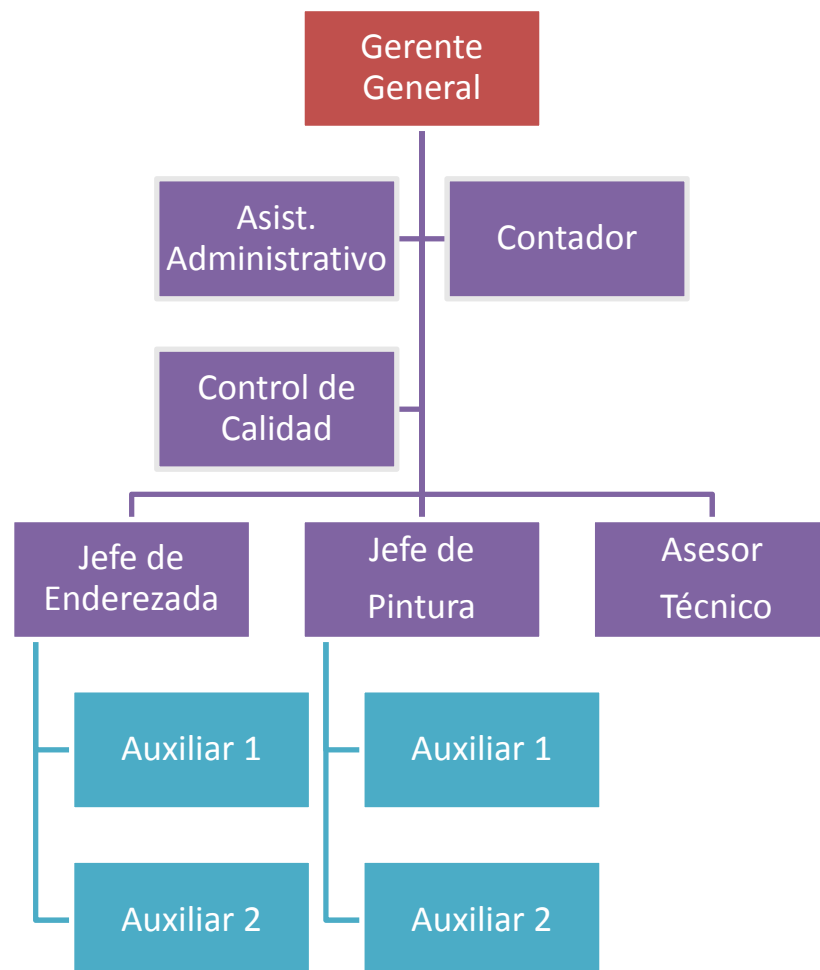 Gerente
General
Asist.
Administrativo
Contador
Control de
Calidad
Jefe de
Enderezada
Jefe de
Pintura
Asesor
Técnico
Auxiliar 1
Auxiliar 1
Auxiliar 2
Auxiliar 2